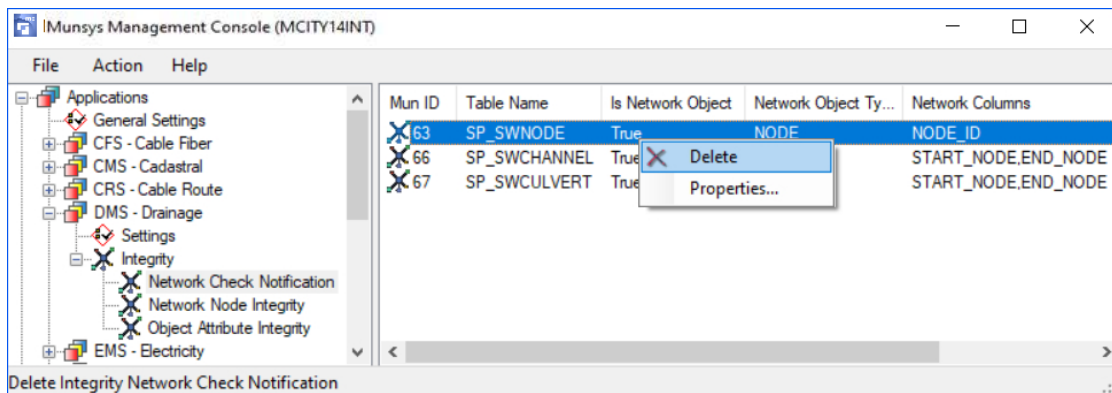 Munsys Management Console (MCITY14INT)
File Action Help
Applications
General Settings
CFS - Cable Fiber
CMS - Cadastral
CRS - Cable Route
DMS - Drainage
Settings
Integrity
Network Check Notification
Network Node Integrity
Object Attribute Integrity
EMS - Electricity
Mun ID Table Name Is Network Object Network Object Ty... Network Columns
63 SP_SWNODE True NODE NODE_ID
66 SP_SWCHANNEL True START_NODE,END_NODE
67 SP_SWCULVERT True START_NODE,END_NODE
Delete
Properties...
Delete Integrity Network Check Notification